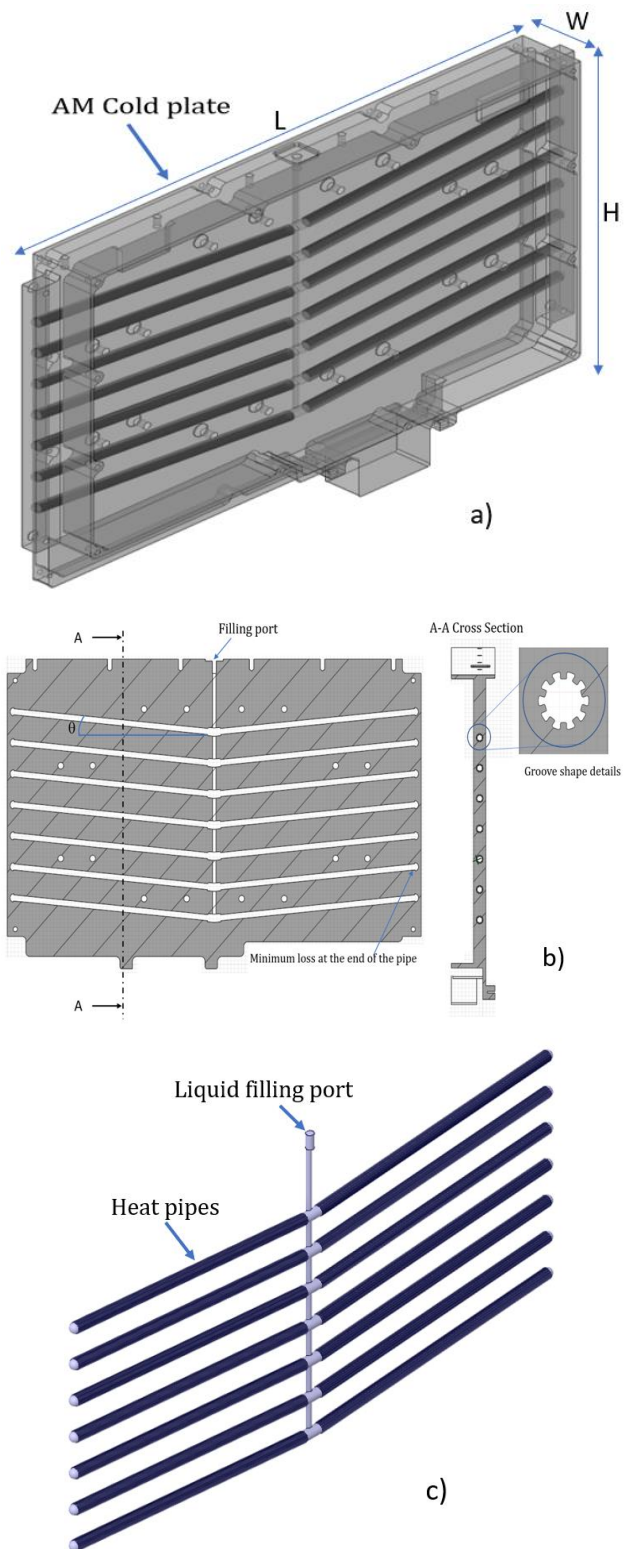 W
AM Cold plate
L
H
a)
Filling port
A
A-A Cross Section
θ
Groove shape details
Minimum loss at the end of the pipe
b)
A
Liquid filling port
Heat pipes
c)